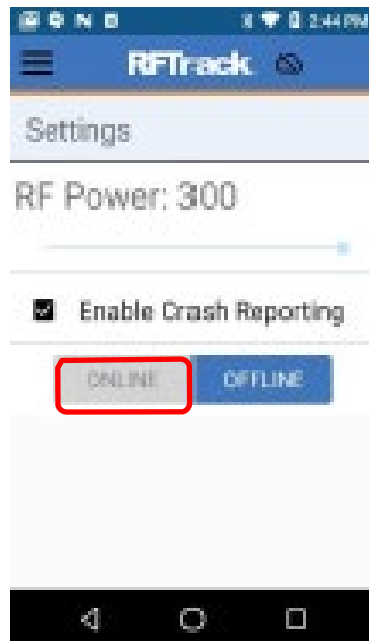 2:44 PM
RFTrack
Settings
RF Power: 300
Enable Crash Reporting
ONLINE OFFLINE